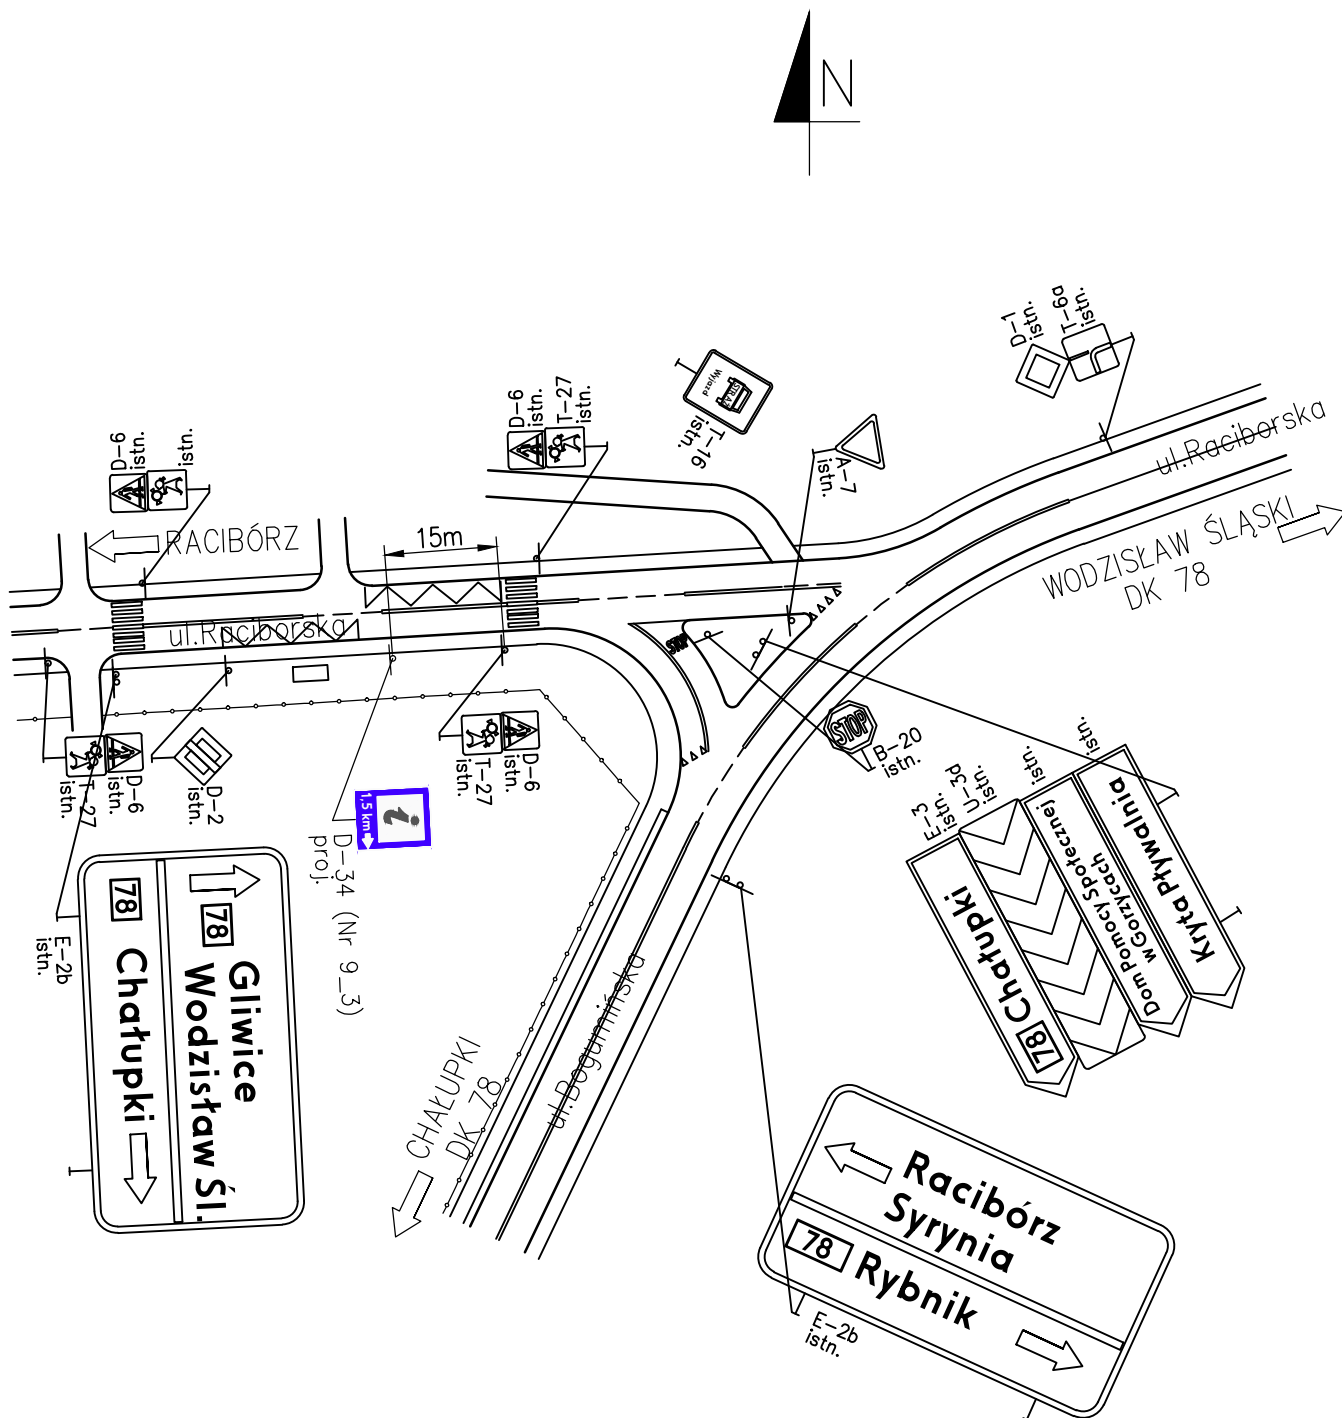 N
D-1
istn.
T-6a
istn.
ul.Raciborska
WODZISŁAW ŚLĄSKI
DK 78
Wyjazd
STRAŻ
T-16
istn.
A-7
istn.
D-6
istn.
T-27
istn.
D-6
istn.
istn.
RACIBÓRZ
15m
ul.Raciborska
STOP
STOP
B-20
istn.
T-27
istn.
D-6
istn.
D-2
istn.
T-27
istn.
D-6
istn.
1,5 km
i
D-34 (Nr 9_3)
proj.
E-2b
istn.
78
Gliwice
Wodzisław Śl.
78
Chałupki
CHAŁUPKI
DK 78
ul.Bogumińska
E-3
istn.
U-3d
istn.
istn.
istn.
78 Chałupki
Dom Pomocy Społecznej
w Gorzycach
Kryta Pływalnia
Racibórz
Syrynia
78 Rybnik
E-2b
istn.